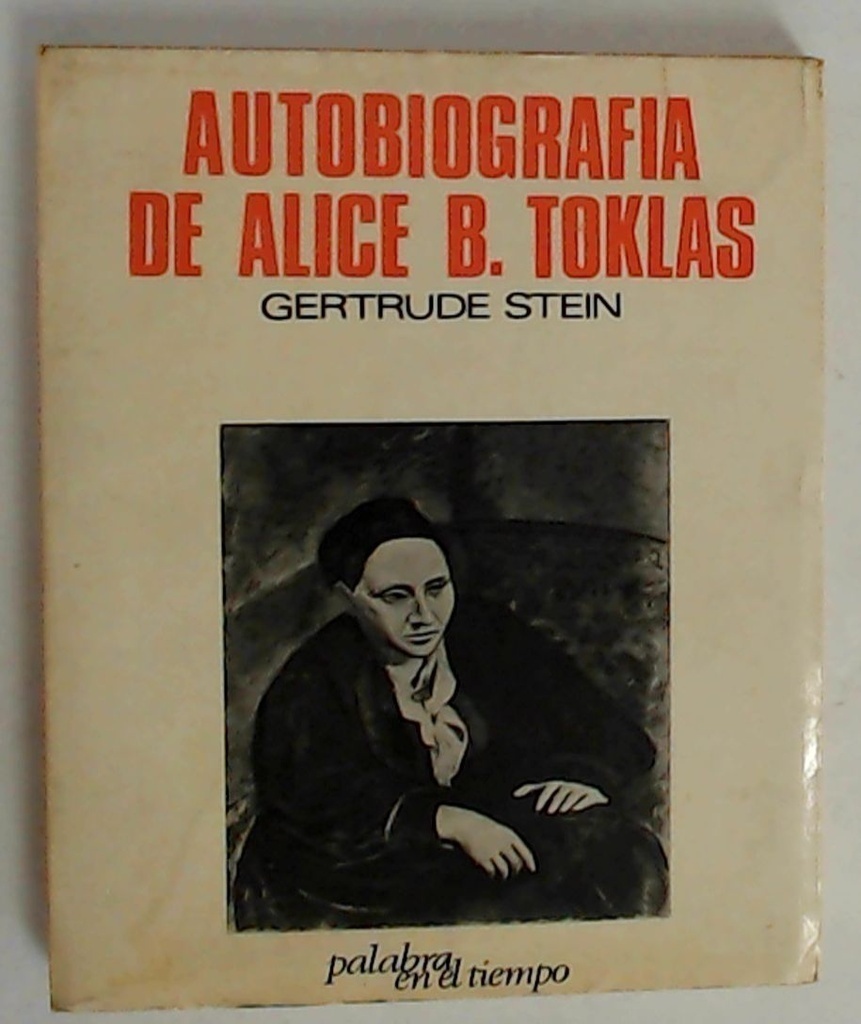 AUTOBIOGRAFIA
DE ALICE B. TOKLAS
GERTRUDE STEIN
palabra
en el tiempo